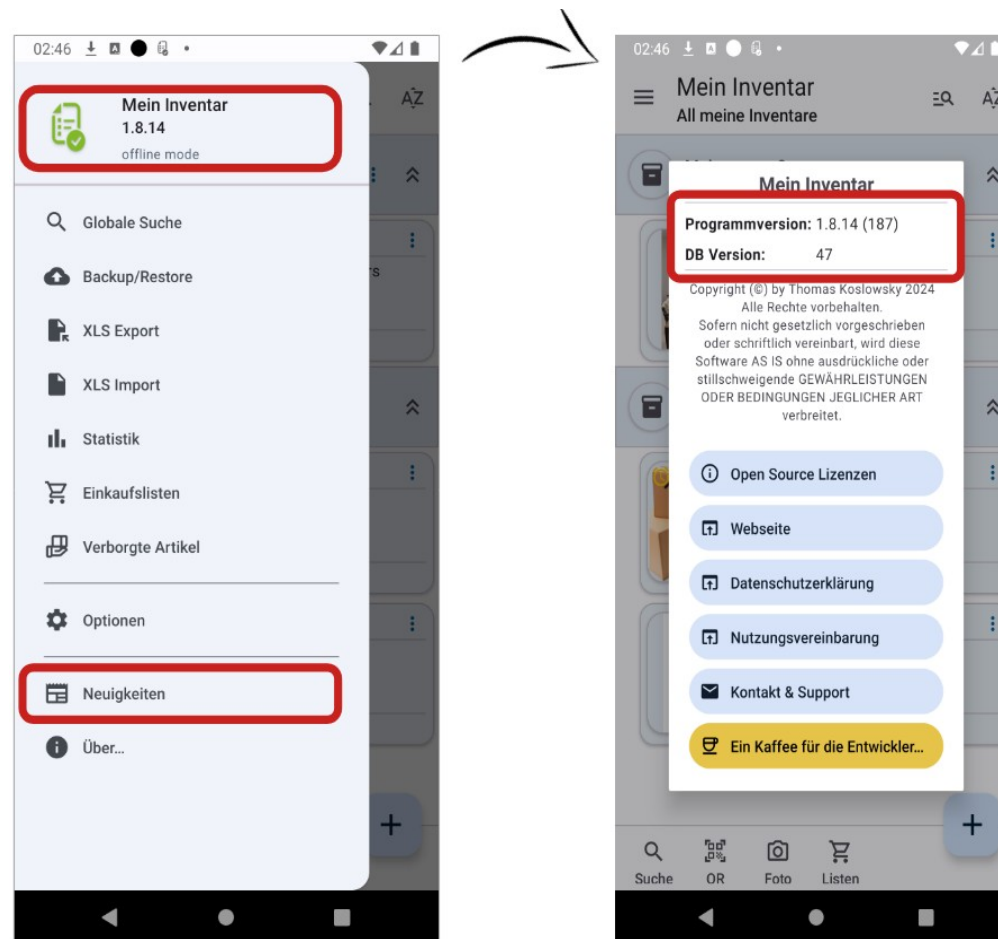 02:46
Mein Inventar
1.8.14
offline mode
Globale Suche
Backup/Restore
XLS Export
XLS Import
Statistik
Einkaufslisten
Verborgte Artikel
Optionen
Neuigkeiten
Über...
AZ
+
02:46
Mein Inventar
All meine Inventare
AZ
Mein Inventar
Programmversion: 1.8.14 (187)
DB Version: 47
Copyright (©) by Thomas Koslowsky 2024
Alle Rechte vorbehalten.
Sofern nicht gesetzlich vorgeschrieben
oder schriftlich vereinbart, wird diese
Software AS IS ohne ausdrückliche oder
stillschweigende GEWÄHRLEISTUNGEN
ODER BEDINGUNGEN JEGLICHER ART
verbreitet.
Open Source Lizenzen
Webseite
Datenschutzerklärung
Nutzungsvereinbarung
Kontakt & Support
Ein Kaffee für die Entwickler...
+
Suche QR Foto Listen